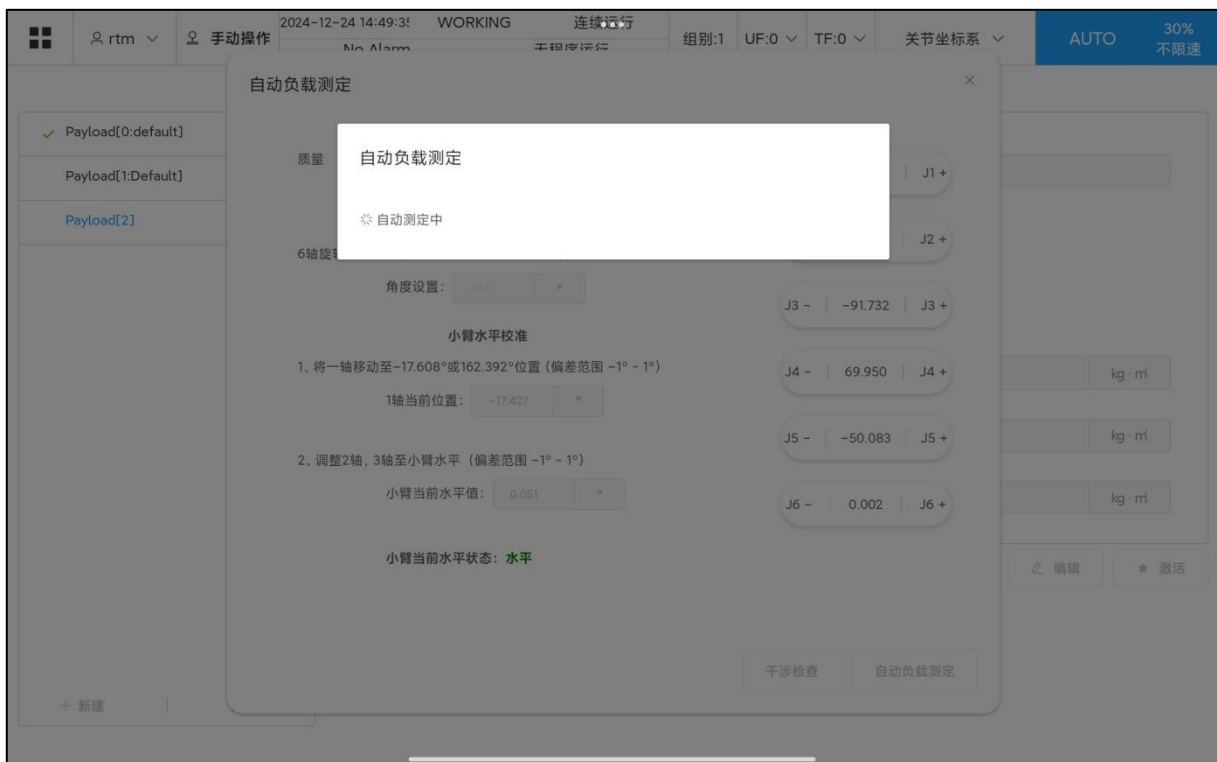 rtm
手动操作
2024-12-24 14:49:3
WORKING
连续运行
No Alarm
无程序运行
组别:1
UF:0
TF:0
关节坐标系
AUTO
30%
不限速
自动负载测定
×
Payload[0:default]
Payload[1:Default]
Payload[2]
质量
自动负载测定
自动测定中
J1 +
J2 +
6轴旋转
角度设置: °
小臂水平校准
1、将一轴移动至-17.608°或162.392°位置 (偏差范围 -1° - 1°)
1轴当前位置: -17.427 °
2、调整2轴, 3轴至小臂水平 (偏差范围 -1° - 1°)
小臂当前水平值: 0.051 °
小臂当前水平状态: 水平
J3 - -91.732 J3 +
J4 - 69.950 J4 +
J5 - -50.083 J5 +
J6 - 0.002 J6 +
kg · ㎡
kg · ㎡
kg · ㎡
编辑
激活
干涉检查
自动负载测定
+ 新建